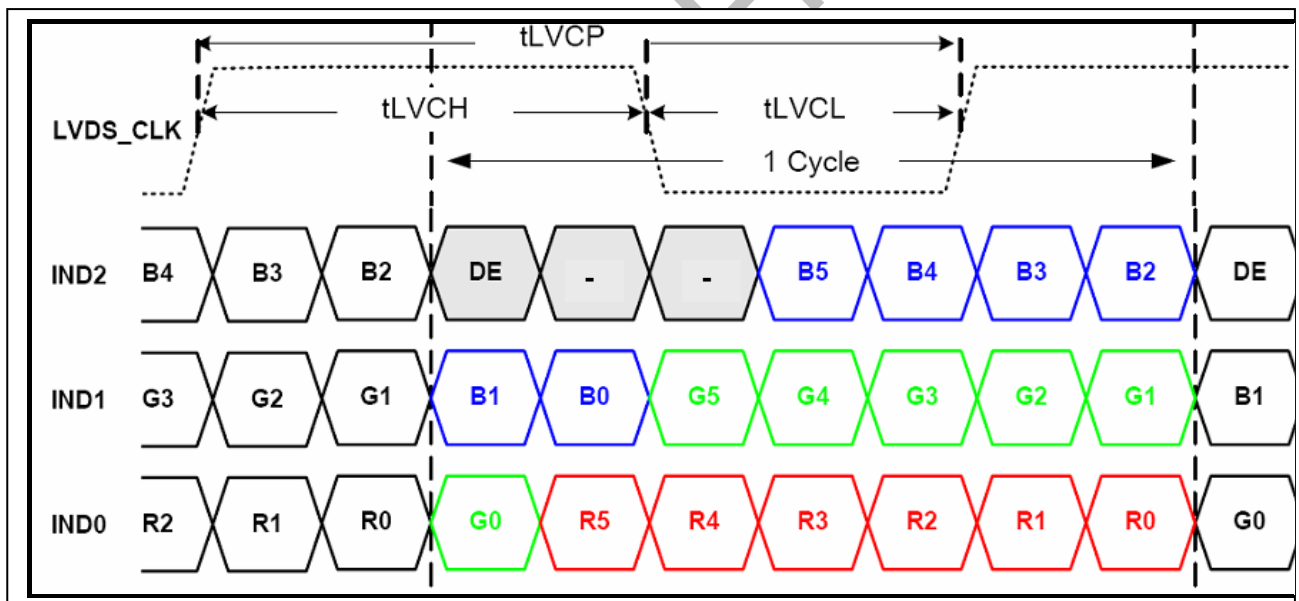 tLVCP
tLVCH tLVCL
LVDS_CLK
1 Cycle
IND2 B4 B3 B2 DE - - B5 B4 B3 B2 DE
IND1 G3 G2 G1 B1 B0 G5 G4 G3 G2 G1 B1
IND0 R2 R1 R0 G0 R5 R4 R3 R2 R1 R0 G0